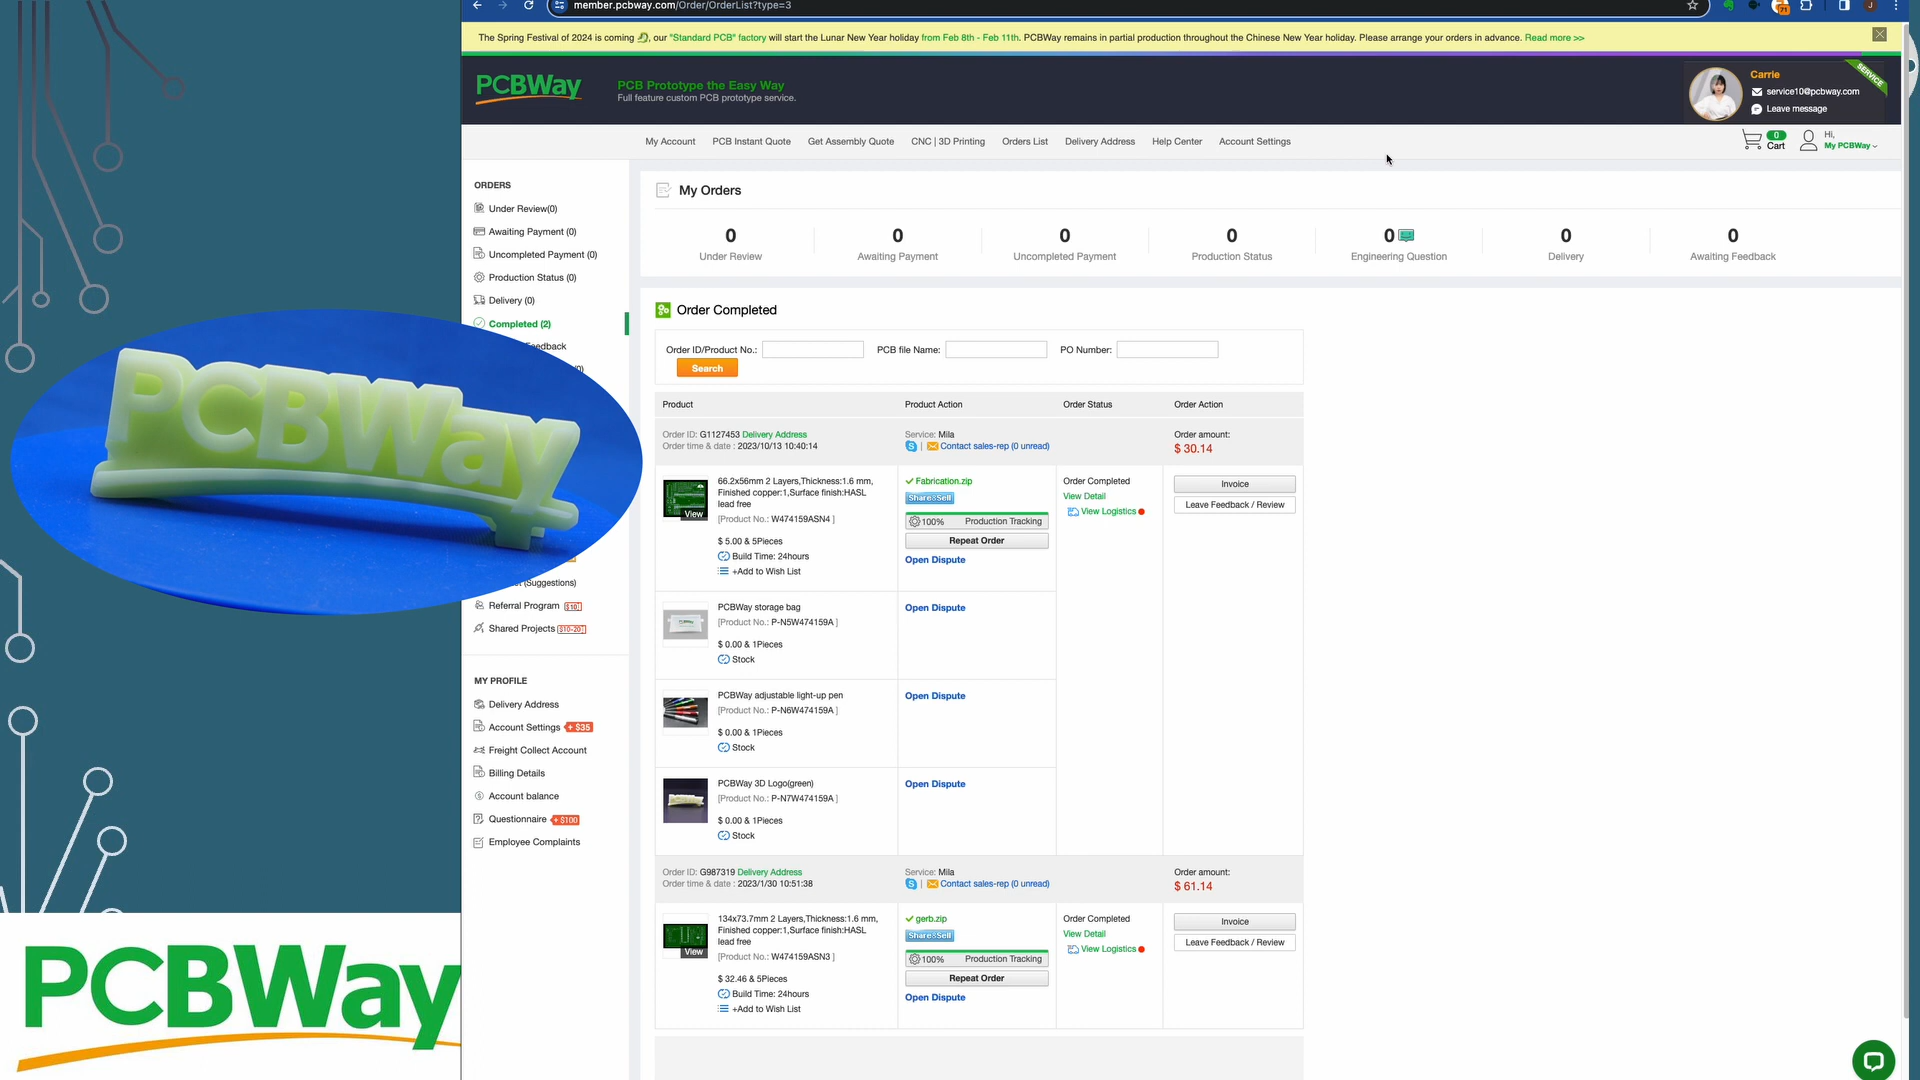 member.pcbway.com/Order/OrderList?type=3
71
J
The Spring Festival of 2024 is coming, our "Standard PCB" factory will start the Lunar New Year holiday from Feb 8th - Feb 11th. PCBWay remains in partial production throughout the Chinese New Year holiday. Please arrange your orders in advance. Read more >>
PCBWay
PCB Prototype the Easy Way
Full feature custom PCB prototype service.
Carrie
service10@pcbway.com
Leave message
SERVICE
My Account PCB Instant Quote Get Assembly Quote CNC | 3D Printing Orders List Delivery Address Help Center Account Settings
0
Cart
Hi,
My PCBWay
ORDERS
Under Review(0)
Awaiting Payment (0)
Uncompleted Payment (0)
Production Status (0)
Delivery (0)
Completed (2)
(Suggestions)
Referral Program $10
Shared Projects $10-20
MY PROFILE
Delivery Address
Account Settings + $35
Freight Collect Account
Billing Details
Account balance
Questionnaire + $100
Employee Complaints
My Orders
0 0 0 0 0 0 0
Under Review Awaiting Payment Uncompleted Payment Production Status Engineering Question Delivery Awaiting Feedback
Order Completed
Order ID/Product No.: PCB file Name: PO Number:
Search
Product Product Action Order Status Order Action
Order ID: G1127453 Delivery Address
Order time & date : 2023/10/13 10:40:14
Service: Mila
Contact sales-rep (0 unread)
Order amount:
$ 30.14
View
66.2x56mm 2 Layers,Thickness:1.6 mm,
Finished copper:1,Surface finish:HASL
lead free
[Product No.: W474159ASN4 ]
$ 5.00 & 5Pieces
Build Time: 24hours
+Add to Wish List
Fabrication.zip
Share&Sell
100% Production Tracking
Repeat Order
Open Dispute
Order Completed
View Detail
View Logistics
Invoice
Leave Feedback / Review
PCBWay storage bag
[Product No.: P-N5W474159A ]
$ 0.00 & 1Pieces
Stock
Open Dispute
PCBWay adjustable light-up pen
[Product No.: P-N6W474159A ]
$ 0.00 & 1Pieces
Stock
Open Dispute
PCBWay 3D Logo(green)
[Product No.: P-N7W474159A ]
$ 0.00 & 1Pieces
Stock
Open Dispute
Order ID: G987319 Delivery Address
Order time & date : 2023/1/30 10:51:38
Service: Mila
Contact sales-rep (0 unread)
Order amount:
$ 61.14
View
134x73.7mm 2 Layers,Thickness:1.6 mm,
Finished copper:1,Surface finish:HASL
lead free
[Product No.: W474159ASN3 ]
$ 32.46 & 5Pieces
Build Time: 24hours
+Add to Wish List
gerb.zip
Share&Sell
100% Production Tracking
Repeat Order
Open Dispute
Order Completed
View Detail
View Logistics
Invoice
Leave Feedback / Review
PCBWay
PCBWay